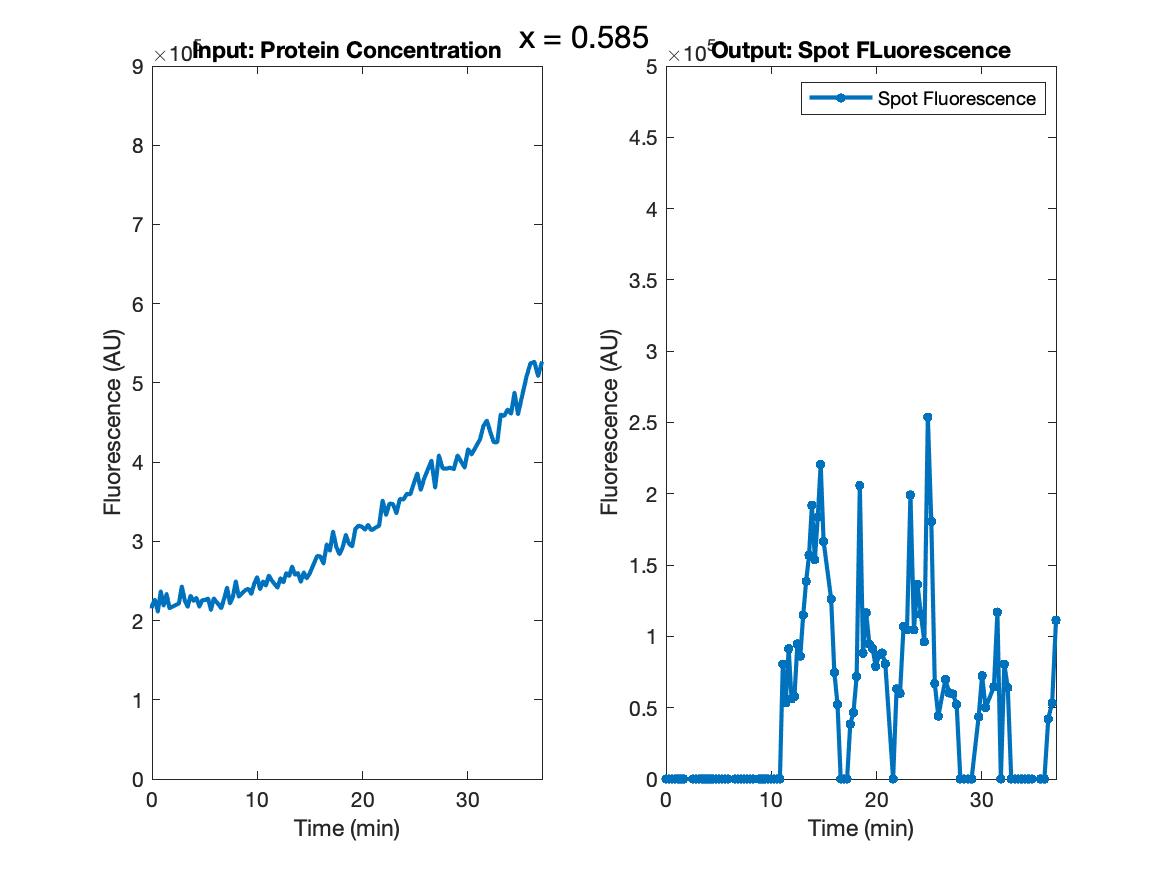 x = 0.585
×10⁵
Input: Protein Concentration
9
8
7
6
5
4
3
2
1
0
Fluorescence (AU)
0 10 20 30
Time (min)
×10⁵
Output: Spot FLuorescence
Spot Fluorescence
5
4.5
4
3.5
3
2.5
2
1.5
1
0.5
0
Fluorescence (AU)
0 10 20 30
Time (min)